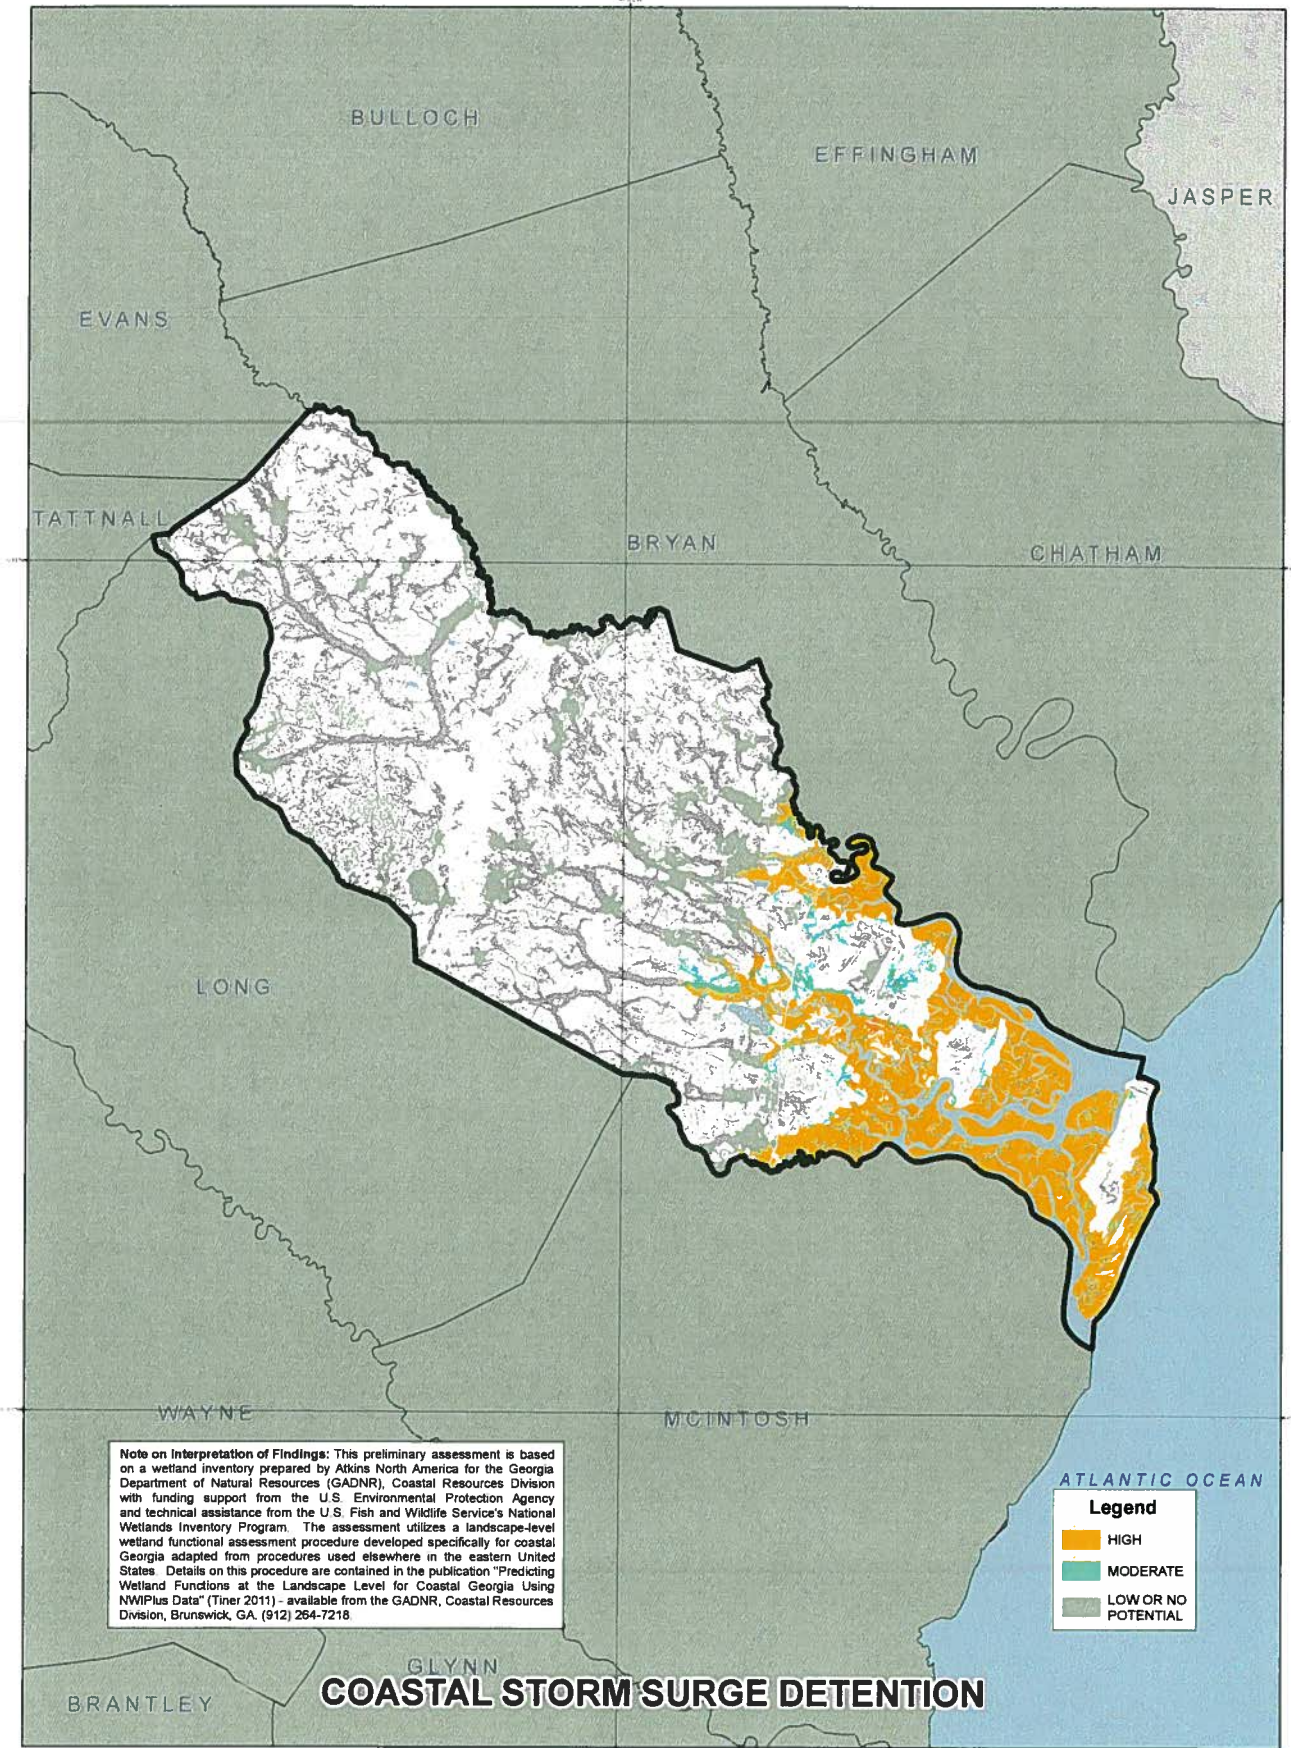 BULLOCH
EFFINGHAM
JASPER
EVANS
TATTNALL
BRYAN
CHATHAM
LONG
WAYNE
MCINTOSH
Note on Interpretation of Findings: This preliminary assessment is based
on a wetland inventory prepared by Atkins North America for the Georgia
Department of Natural Resources (GADNR), Coastal Resources Division
with funding support from the U.S. Environmental Protection Agency
and technical assistance from the U.S. Fish and Wildlife Service's National
Wetlands Inventory Program. The assessment utilizes a landscape-level
wetland functional assessment procedure developed specifically for coastal
Georgia adapted from procedures used elsewhere in the eastern United
States. Details on this procedure are contained in the publication "Predicting
Wetland Functions at the Landscape Level for Coastal Georgia Using
NWIPlus Data" (Tiner 2011) - available from the GADNR, Coastal Resources
Division, Brunswick, GA. (912) 264-7218.
ATLANTIC OCEAN
Legend
HIGH
MODERATE
LOW OR NO
POTENTIAL
GLYNN
BRANTLEY
COASTAL STORM SURGE DETENTION